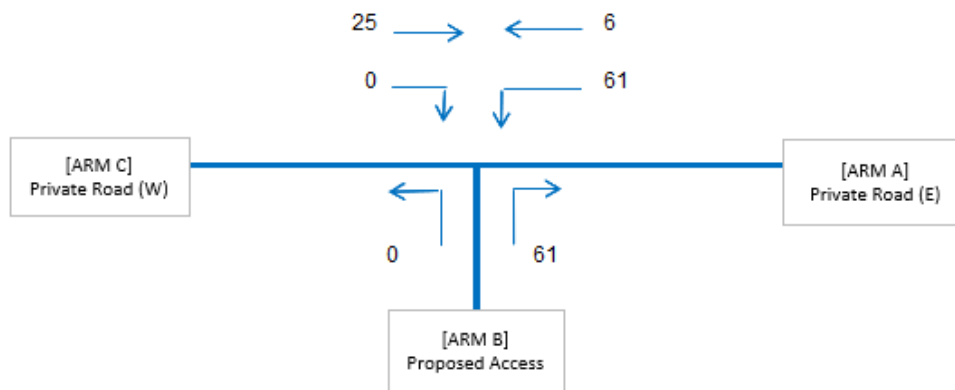 25
6
0
61
[ARM C]
Private Road (W)
[ARM A]
Private Road (E)
0
61
[ARM B]
Proposed Access